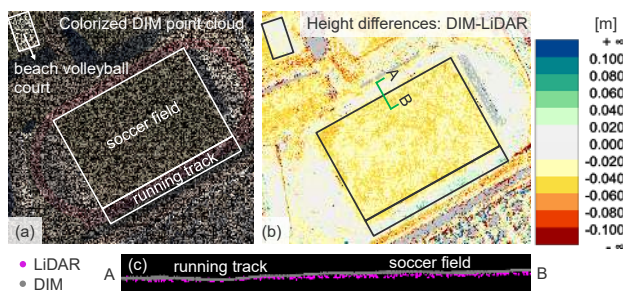 Colorized DIM point cloud
beach volleyball
court
soccer field
running track
(a)
Height differences: DIM-LiDAR
A
B
(b)
[m]
+ ∞
0.100
0.080
0.060
0.040
0.020
0.000
-0.020
-0.040
-0.060
-0.080
-0.100
- ∞
LiDAR
DIM
A
(c)
running track
soccer field
B